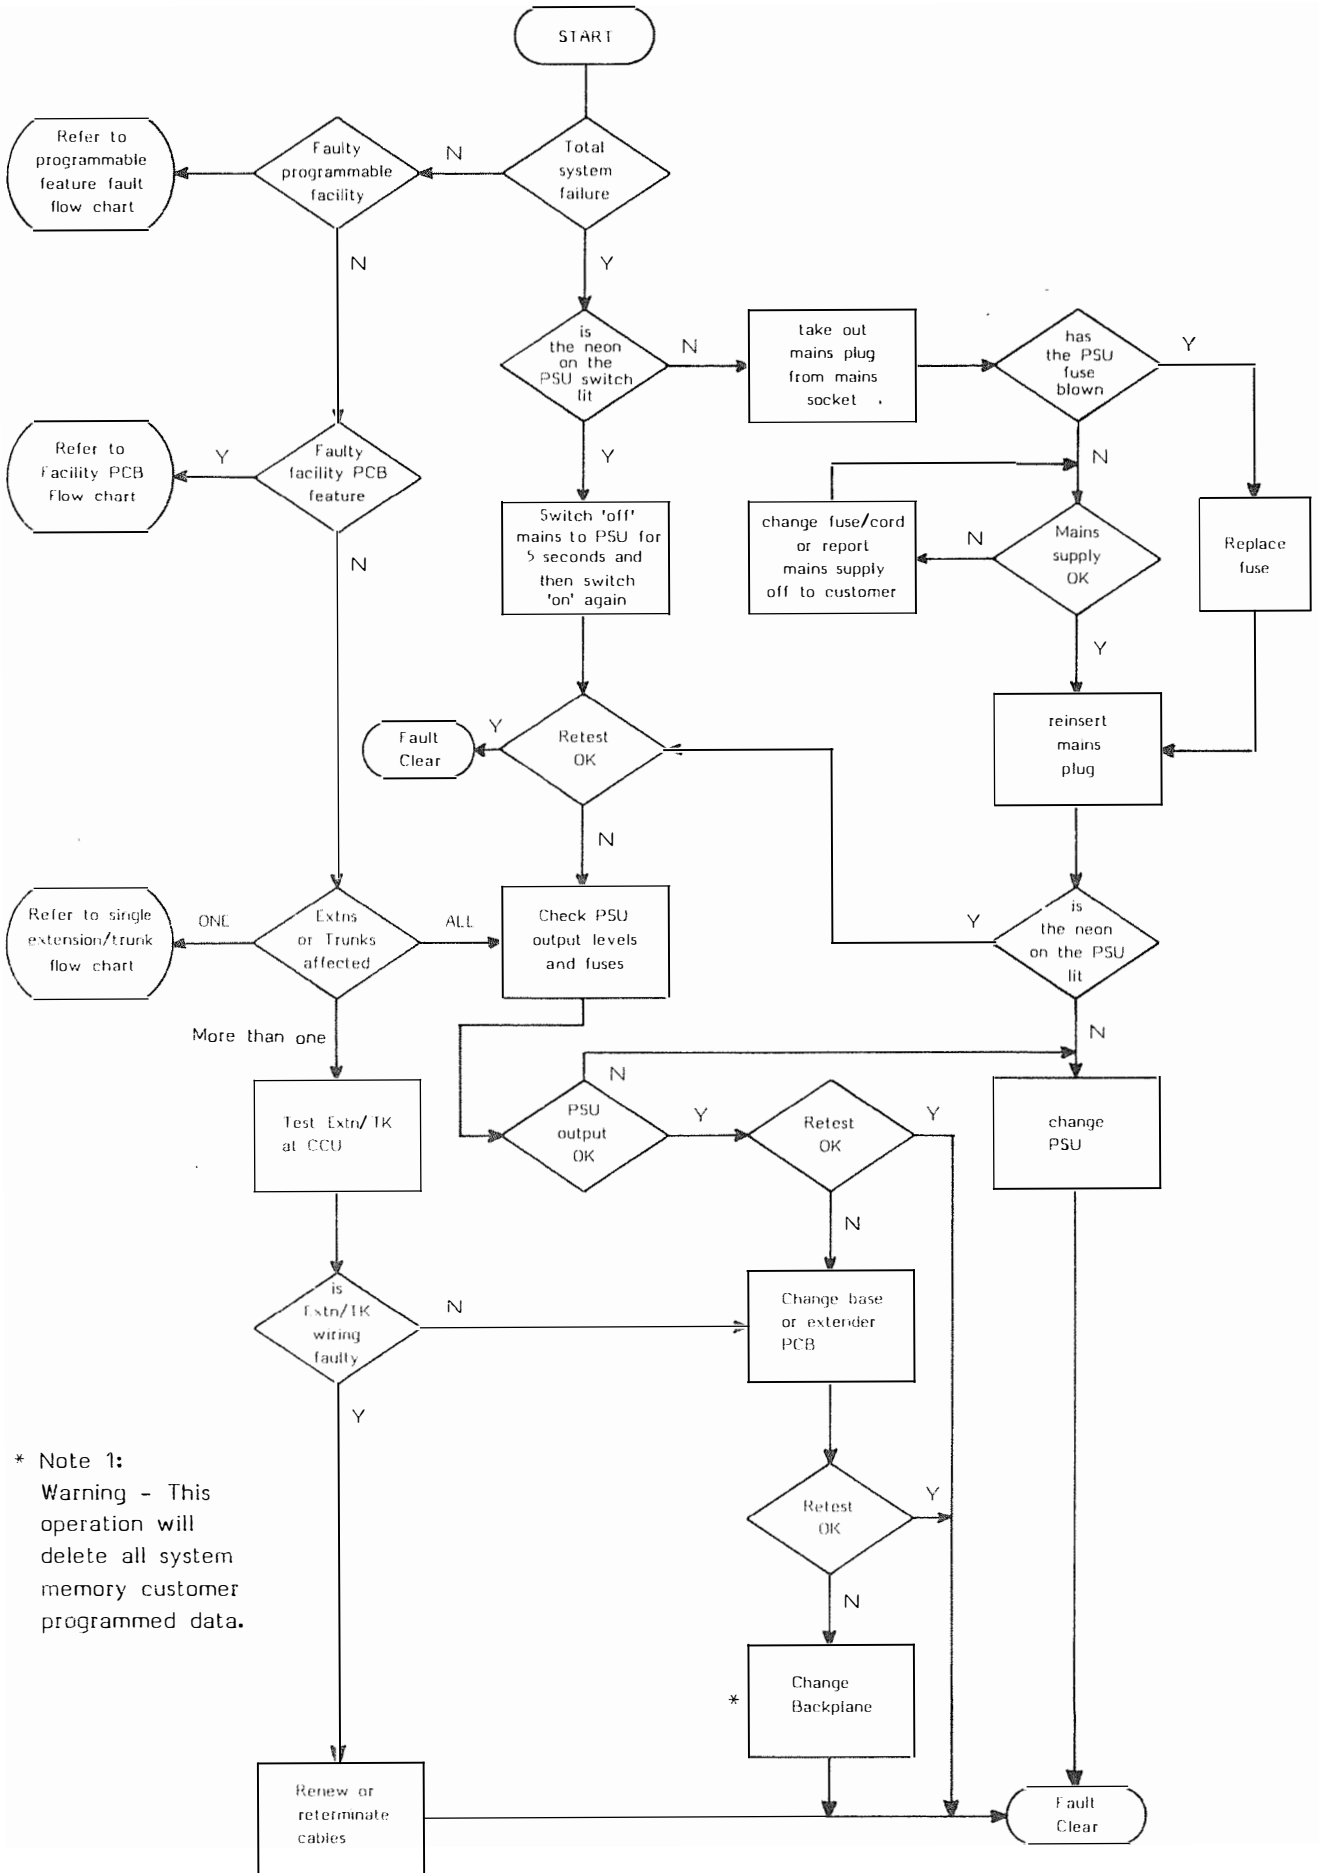 START
Refer to
programmable
feature fault
flow chart
Faulty
programmable
facility
N
Total
system
failure
N
Y
is
the neon
on the
PSU switch
lit
N
take out
mains plug
from mains
socket
has
the PSU
fuse
blown
Y
Refer to
Facility PCB
flow chart
Y
Faulty
facility PCB
feature
Y
N
N
Switch 'off'
mains to PSU for
5 seconds and
then switch
'on' again
change fuse/cord
or report
mains supply
off to customer
N
Mains
supply
OK
Replace
fuse
Y
Fault
Clear
Y
Retest
OK
reinsert
mains
plug
N
Refer to single
extension/trunk
flow chart
ONE
Extns
or Trunks
affected
ALL
Check PSU
output levels
and fuses
Y
is
the neon
on the PSU
lit
More than one
N
N
Test Extn/TK
at CCU
PSU
output
OK
Y
Retest
OK
Y
change
PSU
N
is
Extn/TK
wiring
faulty
N
Change base
or extender
PCB
Y
* Note 1:
Warning - This
operation will
delete all system
memory customer
programmed data.
Retest
OK
Y
N
*
Change
Backplane
Renew or
reterminate
cables
Fault
Clear